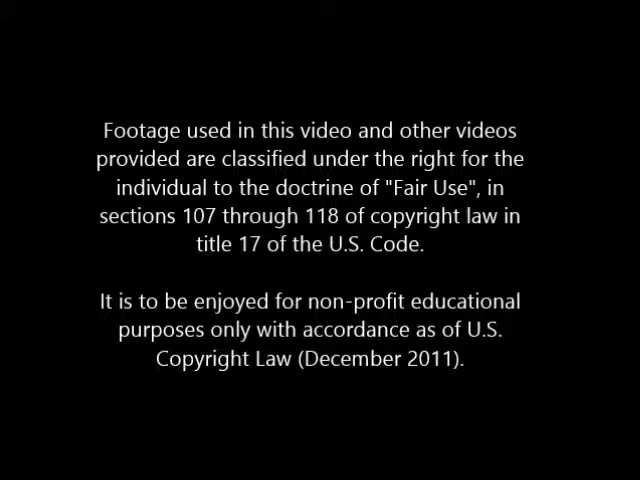 Footage used in this video and other videos
provided are classified under the right for the
individual to the doctrine of "Fair Use", in
sections 107 through 118 of copyright law in
title 17 of the U.S. Code.
It is to be enjoyed for non-profit educational
purposes only with accordance as of U.S.
Copyright Law (December 2011).